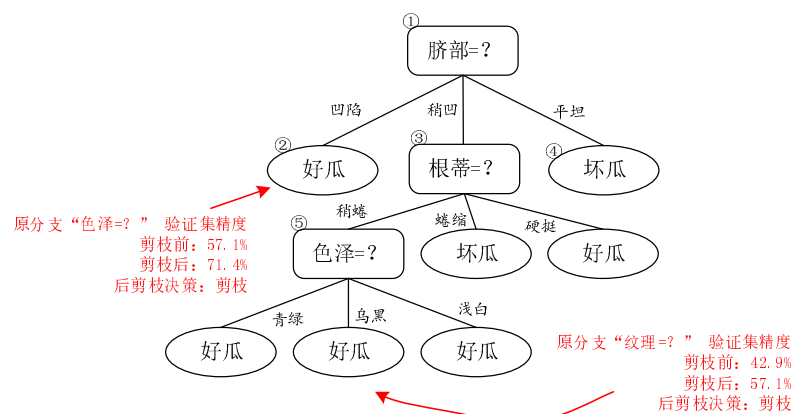 ①
脐部=?
凹陷 稍凹 平坦
② ③ ④
好瓜 根蒂=? 坏瓜
原分支“色泽=?” 验证集精度
剪枝前: 57.1%
剪枝后: 71.4%
后剪枝决策: 剪枝
稍蜷 蜷缩 硬挺
⑤
色泽=? 坏瓜 好瓜
青绿 乌黑 浅白
好瓜 好瓜 好瓜
原分支“纹理=?” 验证集精度
剪枝前: 42.9%
剪枝后: 57.1%
后剪枝决策: 剪枝